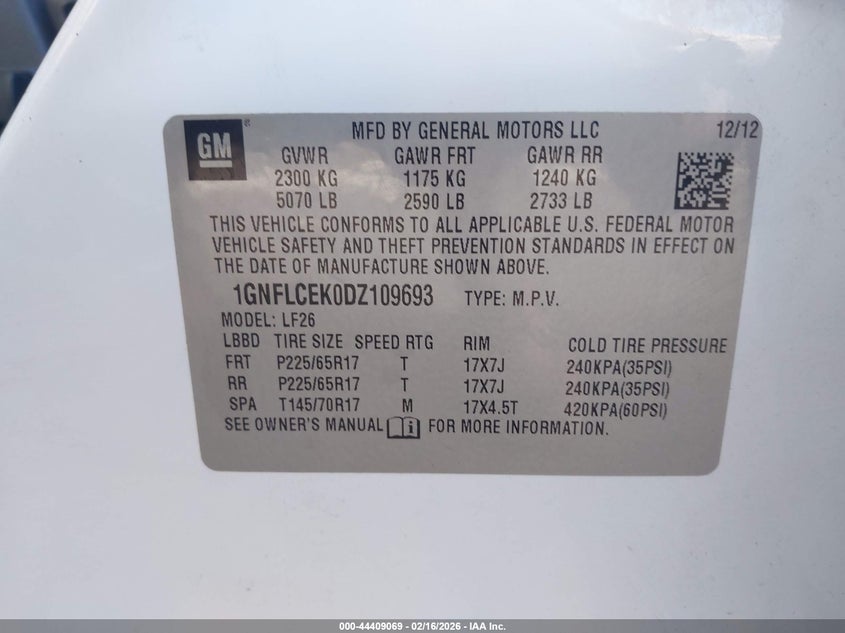 GM ® MFD BY GENERAL MOTORS LLC 12/12
GVWR GAWR FRT GAWR RR
2300 KG 1175 KG 1240 KG
5070 LB 2590 LB 2733 LB
THIS VEHICLE CONFORMS TO ALL APPLICABLE U.S. FEDERAL MOTOR
VEHICLE SAFETY AND THEFT PREVENTION STANDARDS IN EFFECT ON
THE DATE OF MANUFACTURE SHOWN ABOVE.
1GNFLCEK0DZ109693 TYPE: M.P.V.
MODEL: LF26
LBBD TIRE SIZE SPEED RTG RIM COLD TIRE PRESSURE
FRT P225/65R17 T 17X7J 240KPA(35PSI)
RR P225/65R17 T 17X7J 240KPA(35PSI)
SPA T145/70R17 M 17X4.5T 420KPA(60PSI)
SEE OWNER'S MANUAL FOR MORE INFORMATION.
000-44409069 - 02/16/2026 - IAA Inc.